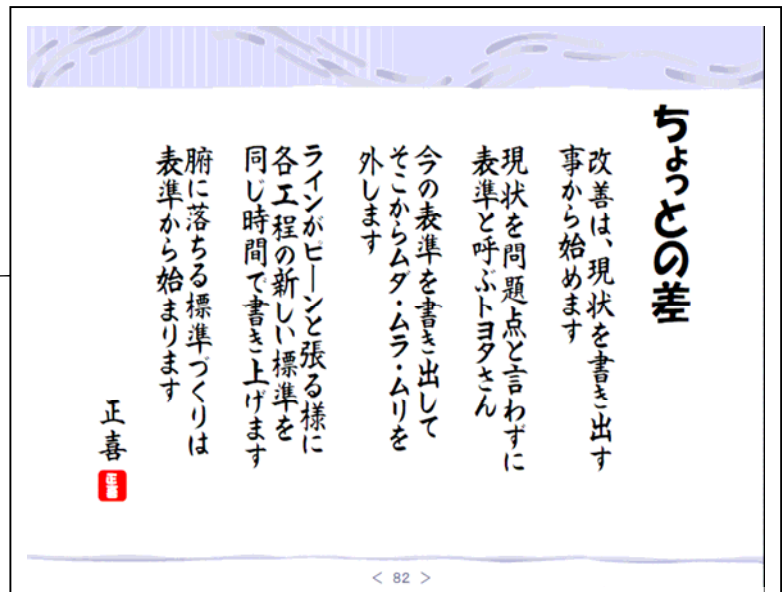 ちょっとの差
改善は、現状を書き出す
事から始めます
現状を問題点と言わずに
表準と呼ぶトヨタさん
今の表準を書き出して
そこからムダ・ムラ・ムリを
外します
ラインがピーンと張る様に
各工程の新しい標準を
同じ時間で書き上げます
腑に落ちる標準づくりは
表準から始まります
正喜
正喜
< 82 >